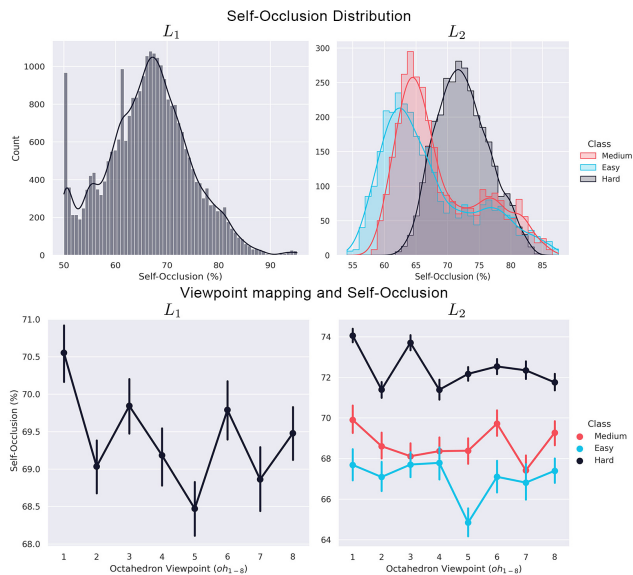 Self-Occlusion Distribution
L1 L2
1000
800
600
400
200
0
Count
50 60 70 80 90
Self-Occlusion (%)
300
250
200
150
100
50
0
55 60 65 70 75 80 85
Self-Occlusion (%)
Class
Medium
Easy
Hard
Viewpoint mapping and Self-Occlusion
L1 L2
71.0
70.5
70.0
69.5
69.0
68.5
68.0
Self-Occlusion (%)
1 2 3 4 5 6 7 8
Octahedron Viewpoint (oh1−8)
74
72
70
68
66
64
1 2 3 4 5 6 7 8
Octahedron Viewpoint (oh1−8)
Class
Medium
Easy
Hard